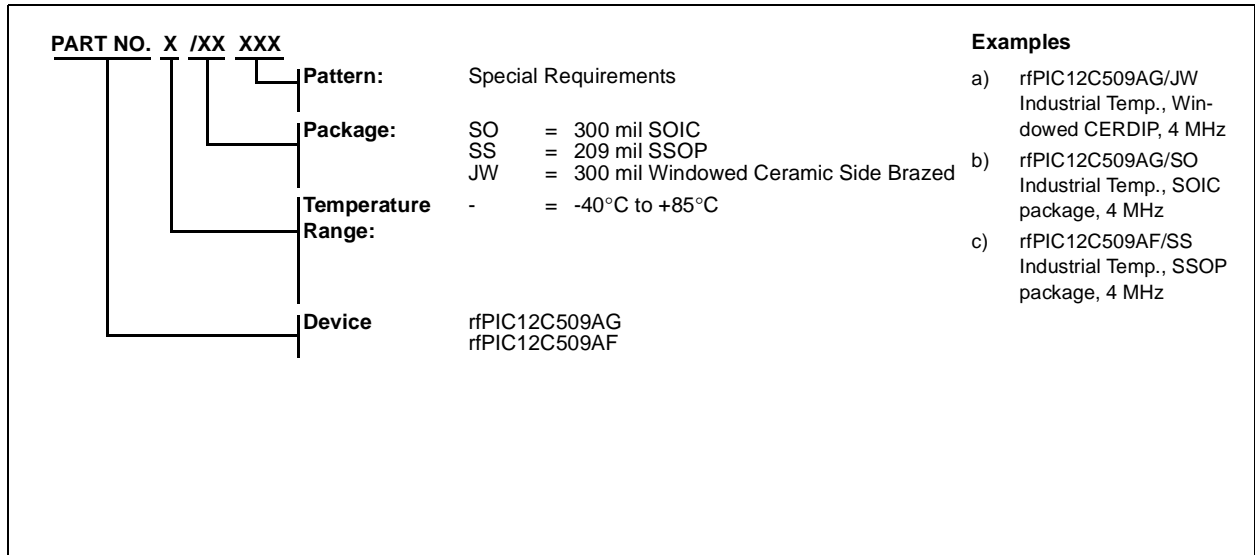 PART NO. X /XX XXX
Pattern: Special Requirements
Package: SO = 300 mil SOIC
SS = 209 mil SSOP
JW = 300 mil Windowed Ceramic Side Brazed
Temperature - = -40°C to +85°C
Range:
Device rfPIC12C509AG
rfPIC12C509AF
Examples
a) rfPIC12C509AG/JW
Industrial Temp., Win-
dowed CERDIP, 4 MHz
b) rfPIC12C509AG/SO
Industrial Temp., SOIC
package, 4 MHz
c) rfPIC12C509AF/SS
Industrial Temp., SSOP
package, 4 MHz